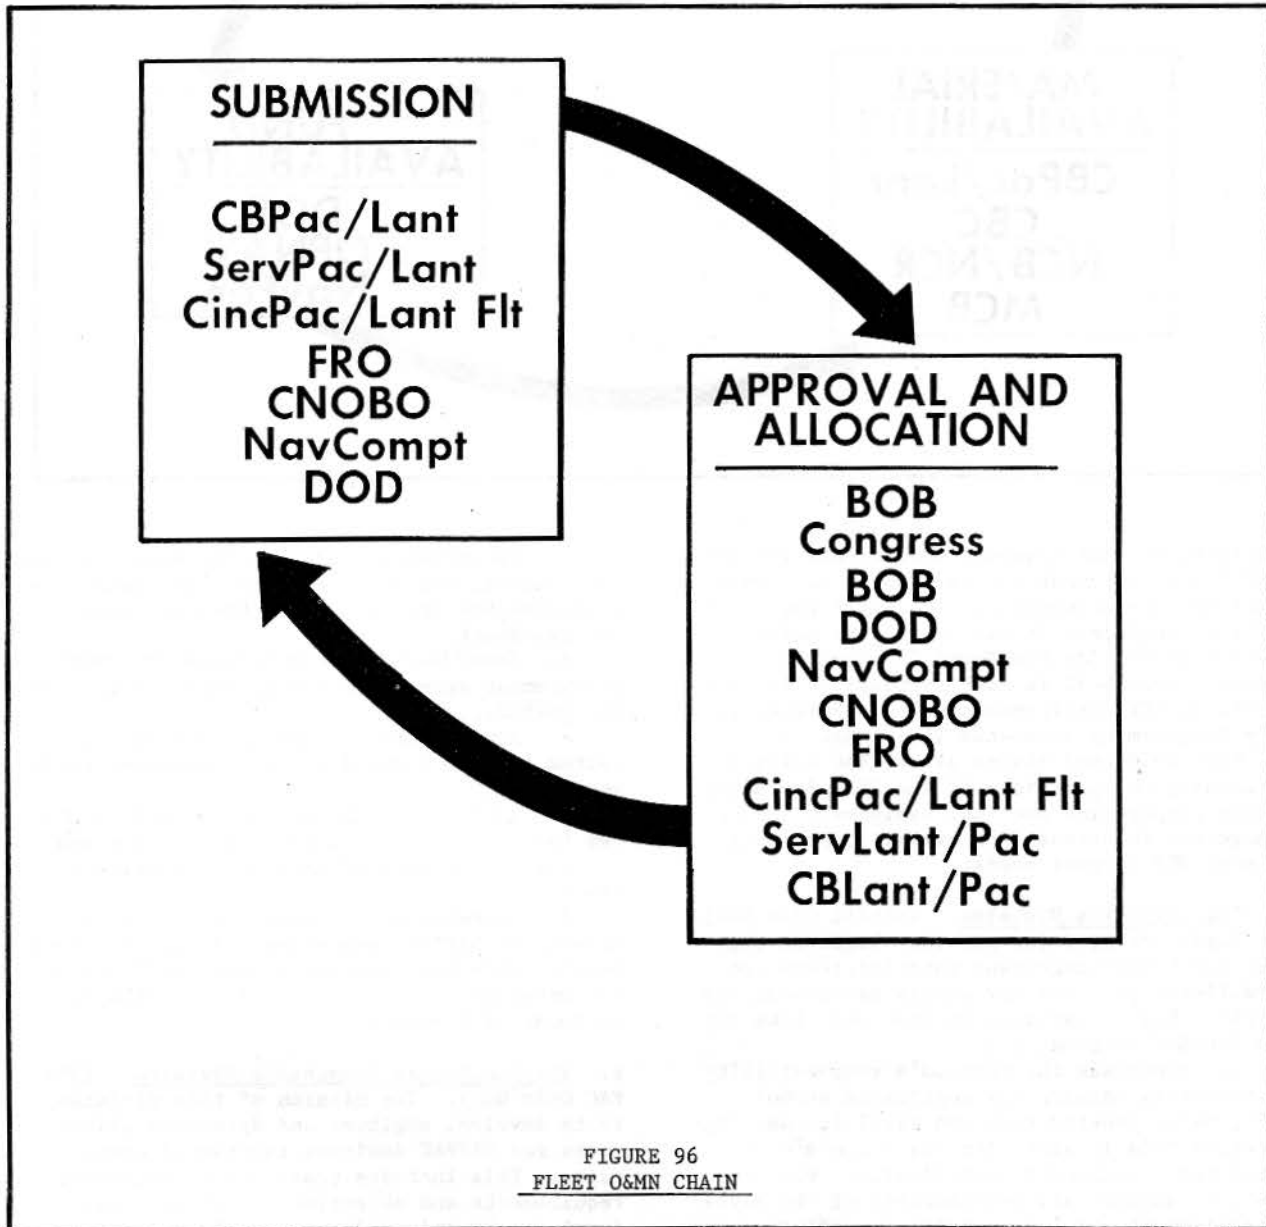 SUBMISSION
CBPac/Lant
ServPac/Lant
CincPac/Lant Flt
FRO
CNOBO
NavCompt
DOD
APPROVAL AND
ALLOCATION
BOB
Congress
BOB
DOD
NavCompt
CNOBO
FRO
CincPac/Lant Flt
ServLant/Pac
CBLant/Pac
FIGURE 96
FLEET O&MN CHAIN